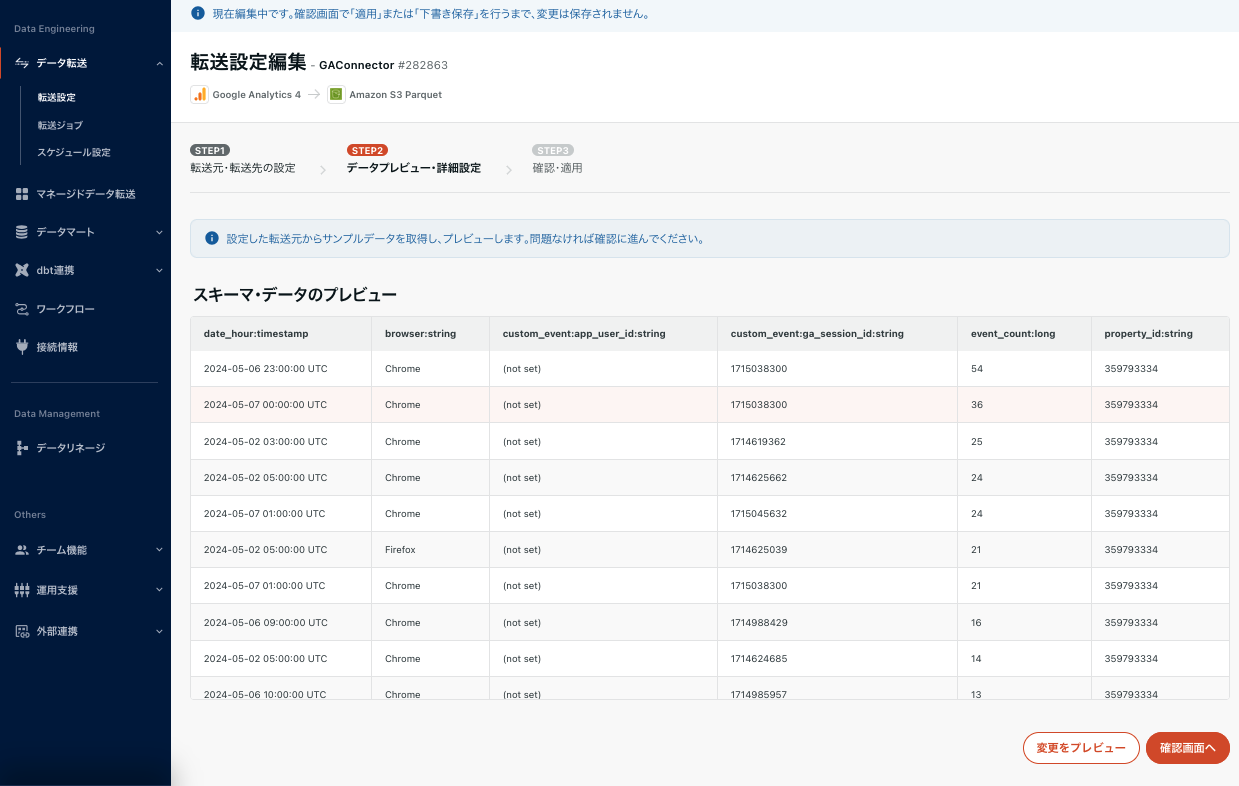 Data Engineering
データ転送
転送設定
転送ジョブ
スケジュール設定
マネージドデータ転送
データマート
dbt連携
ワークフロー
接続情報
Data Management
データリネージ
Others
チーム機能
運用支援
外部連携
現在編集中です。確認画面で「適用」または「下書き保存」を行うまで、変更は保存されません。
転送設定編集 - GAConnector #282863
Google Analytics 4 → Amazon S3 Parquet
STEP1 STEP2 STEP3
転送元・転送先の設定 データプレビュー・詳細設定 確認・適用
設定した転送元からサンプルデータを取得し、プレビューします。問題なければ確認に進んでください。
スキーマ・データのプレビュー
date_hour:timestamp browser:string custom_event:app_user_id:string custom_event:ga_session_id:string event_count:long property_id:string
2024-05-06 23:00:00 UTC Chrome (not set) 1715038300 54 359793334
2024-05-07 00:00:00 UTC Chrome (not set) 1715038300 36 359793334
2024-05-02 03:00:00 UTC Chrome (not set) 1714619362 25 359793334
2024-05-02 05:00:00 UTC Chrome (not set) 1714625662 24 359793334
2024-05-07 01:00:00 UTC Chrome (not set) 1715045632 24 359793334
2024-05-02 05:00:00 UTC Firefox (not set) 1714625039 21 359793334
2024-05-07 01:00:00 UTC Chrome (not set) 1715038300 21 359793334
2024-05-06 09:00:00 UTC Chrome (not set) 1714988429 16 359793334
2024-05-02 05:00:00 UTC Chrome (not set) 1714624685 14 359793334
2024-05-06 10:00:00 UTC Chrome (not set) 1714985957 13 359793334
変更をプレビュー 確認画面へ